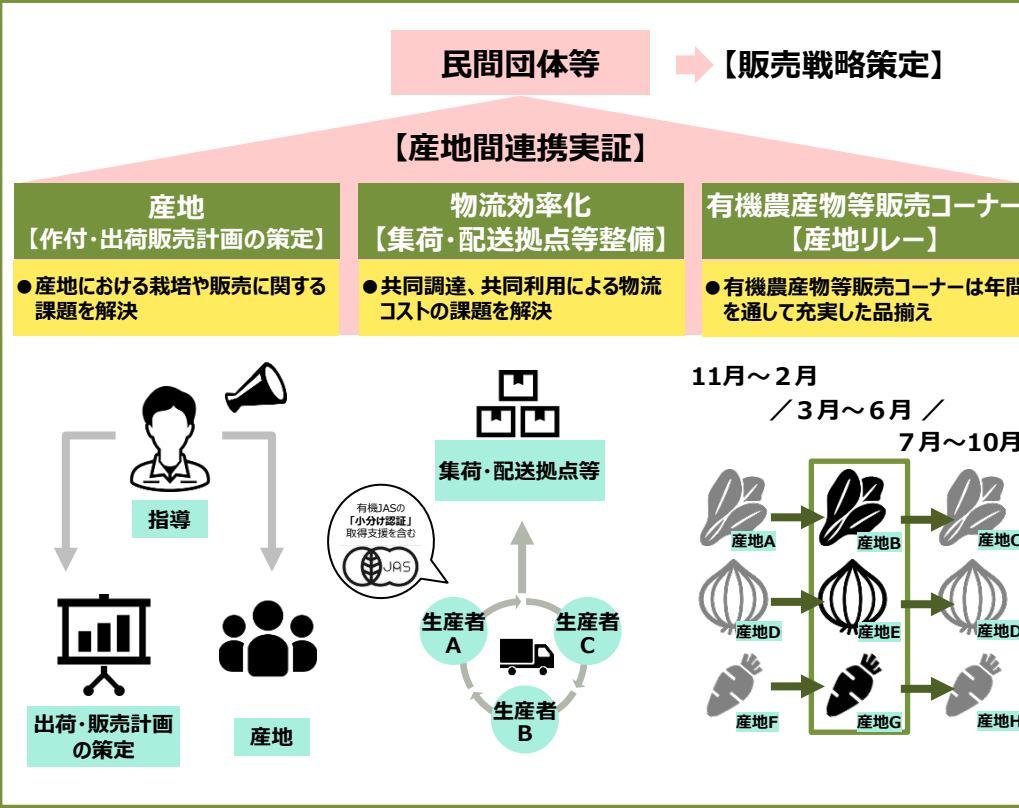 民間団体等
【販売戦略策定】
【産地間連携実証】
産地
【作付・出荷販売計画の策定】
●産地における栽培や販売に関する
課題を解決
指導
出荷・販売計画
の策定
産地
物流効率化
【集荷・配送拠点等整備】
●共同調達、共同利用による物流
コストの課題を解決
集荷・配送拠点等
有機JASの
「小分け認証」
取得支援を含む
JAS
生産者
A
生産者
C
生産者
B
有機農産物等販売コーナー
【産地リレー】
●有機農産物等販売コーナーは年間
を通して充実した品揃え
11月～２月
／３月～６月 ／
７月～10月
産地A
産地B
産地C
産地D
産地E
産地D
産地F
産地G
産地H